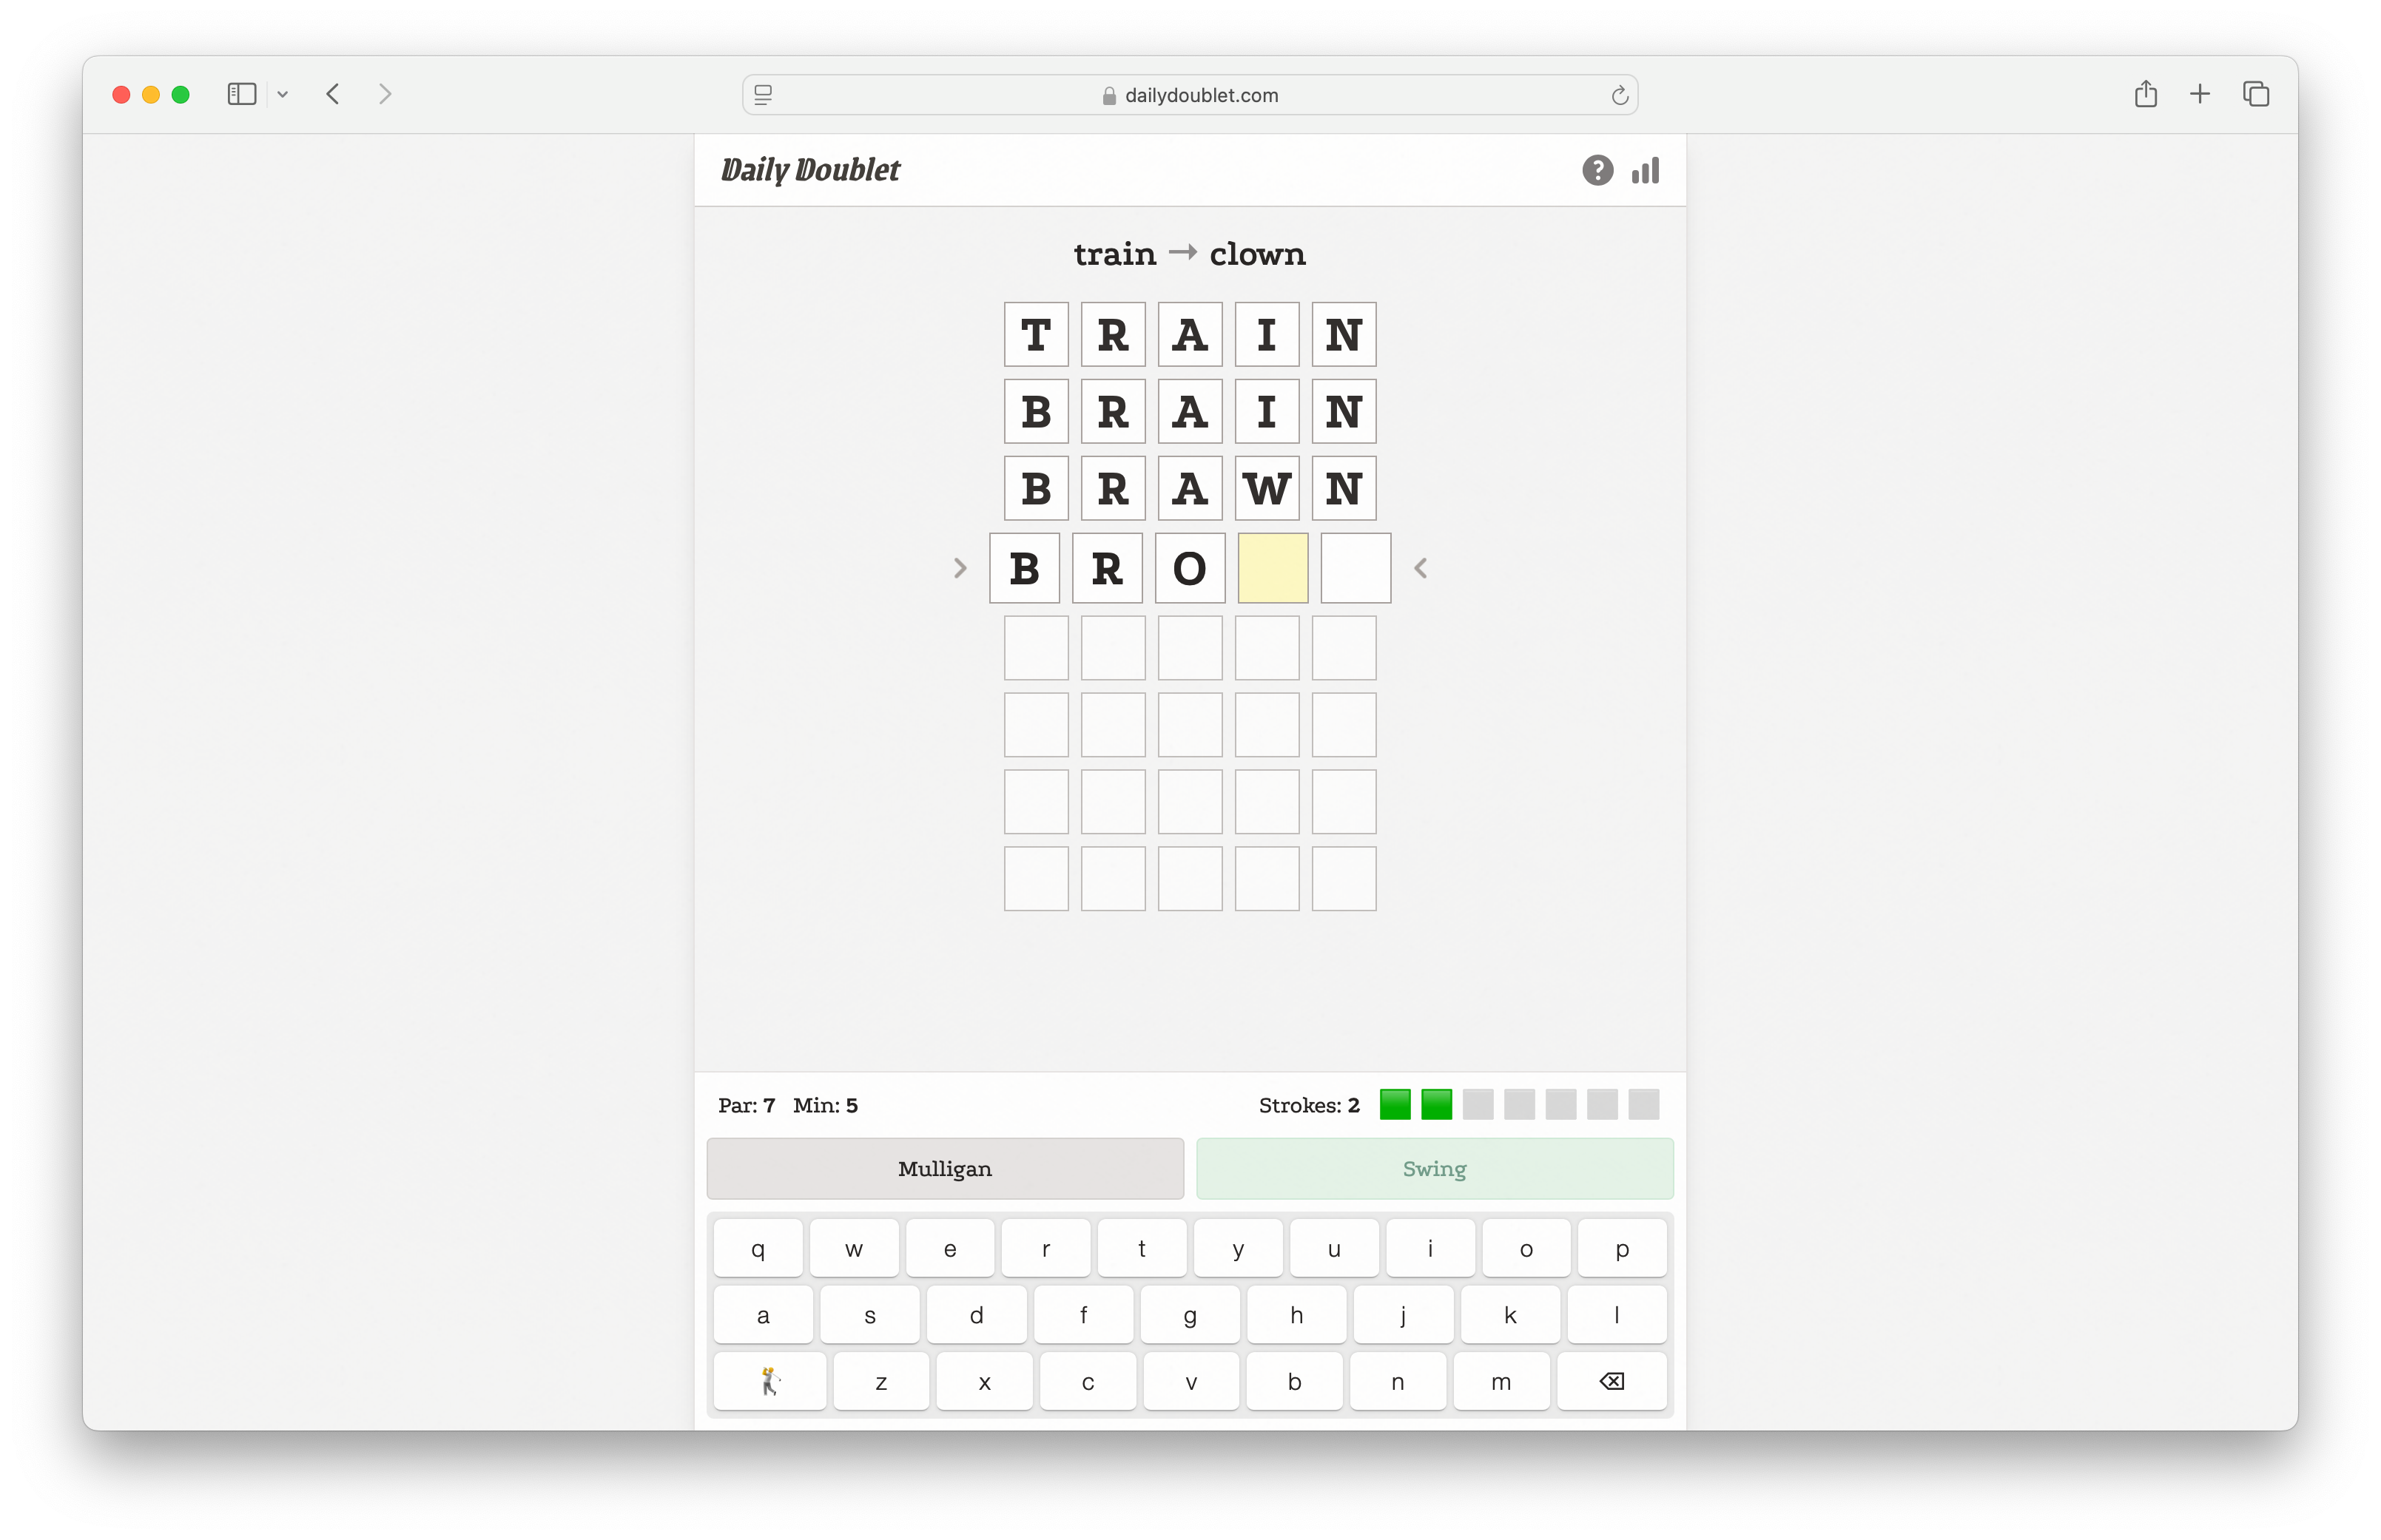 dailydoublet.com
Daily Doublet
train → clown
T R A I N
B R A I N
B R A W N
> B R O <
Par: 7 Min: 5 Strokes: 2
Mulligan Swing
q w e r t y u i o p
a s d f g h j k l
z x c v b n m